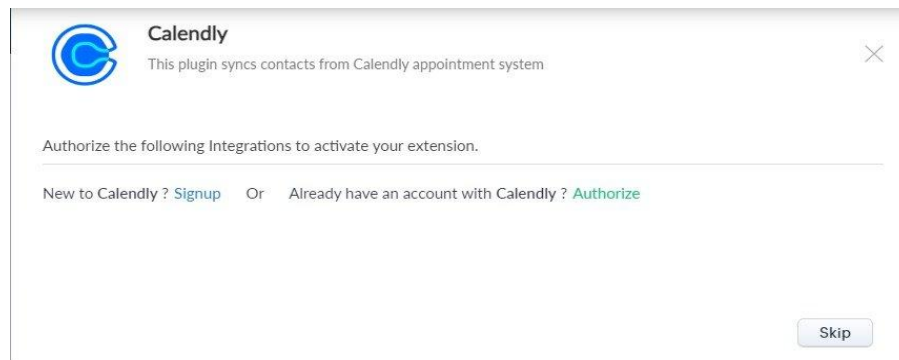 Calendly
This plugin syncs contacts from Calendly appointment system
Authorize the following Integrations to activate your extension.
New to Calendly ? Signup Or Already have an account with Calendly ? Authorize
Skip